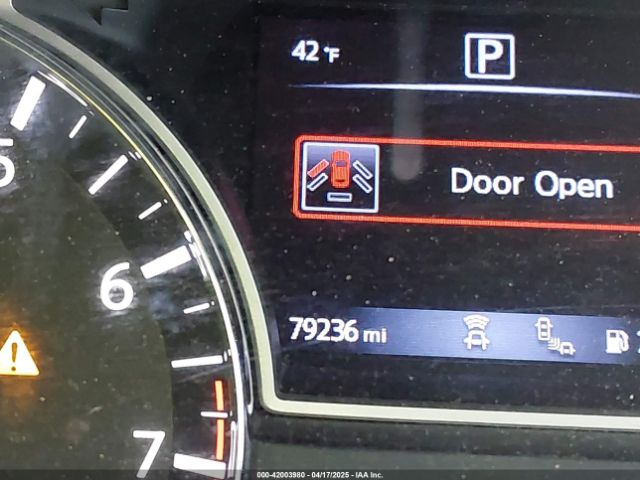 42 °F
P
5
Door Open
6
79236 mi
7
000-42003980 - 04/17/2025 - IAA Inc.